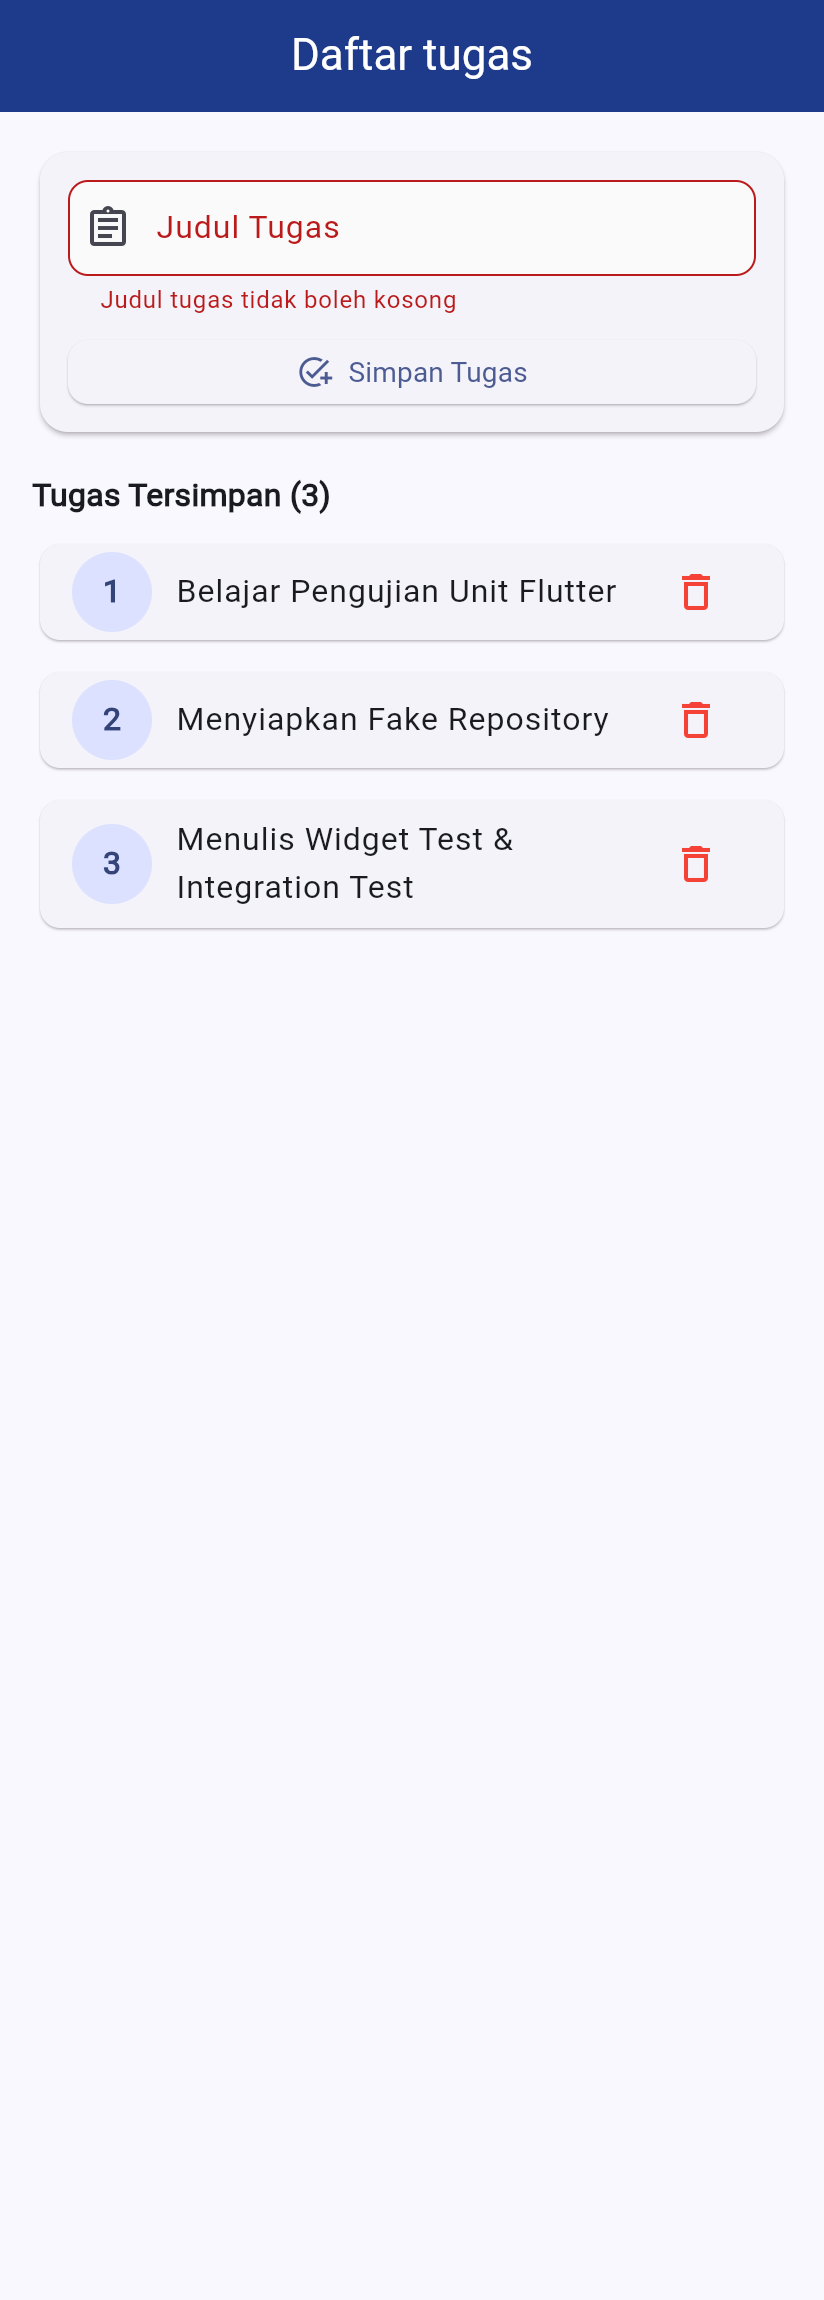 Daftar tugas
Judul Tugas
Judul tugas tidak boleh kosong
Simpan Tugas
Tugas Tersimpan (3)
1 Belajar Pengujian Unit Flutter
2 Menyiapkan Fake Repository
3 Menulis Widget Test &
Integration Test